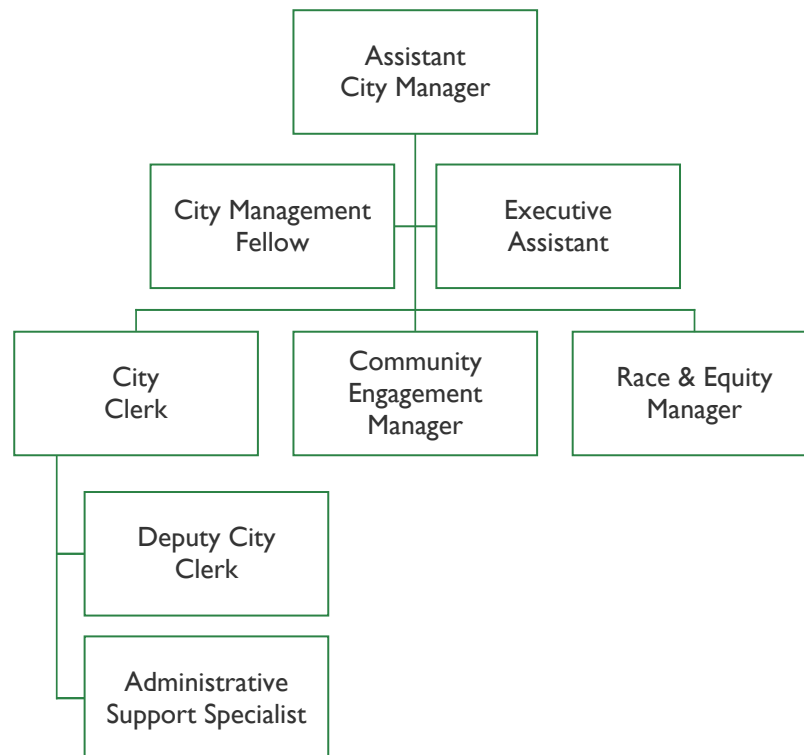 Assistant
City Manager
City Management
Fellow
Executive
Assistant
City
Clerk
Community
Engagement
Manager
Race & Equity
Manager
Deputy City
Clerk
Administrative
Support Specialist